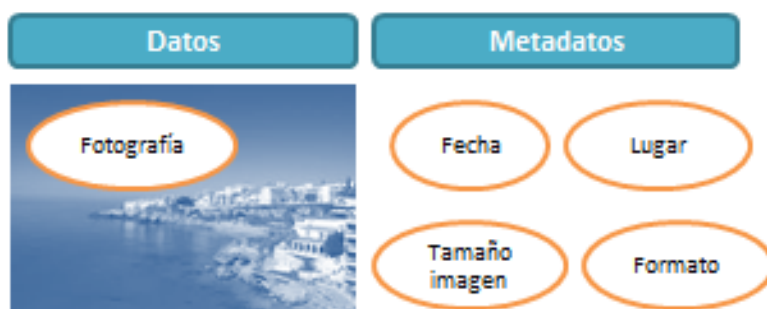 Datos
Metadatos
Fotografía
Fecha
Lugar
Tamaño
imagen
Formato